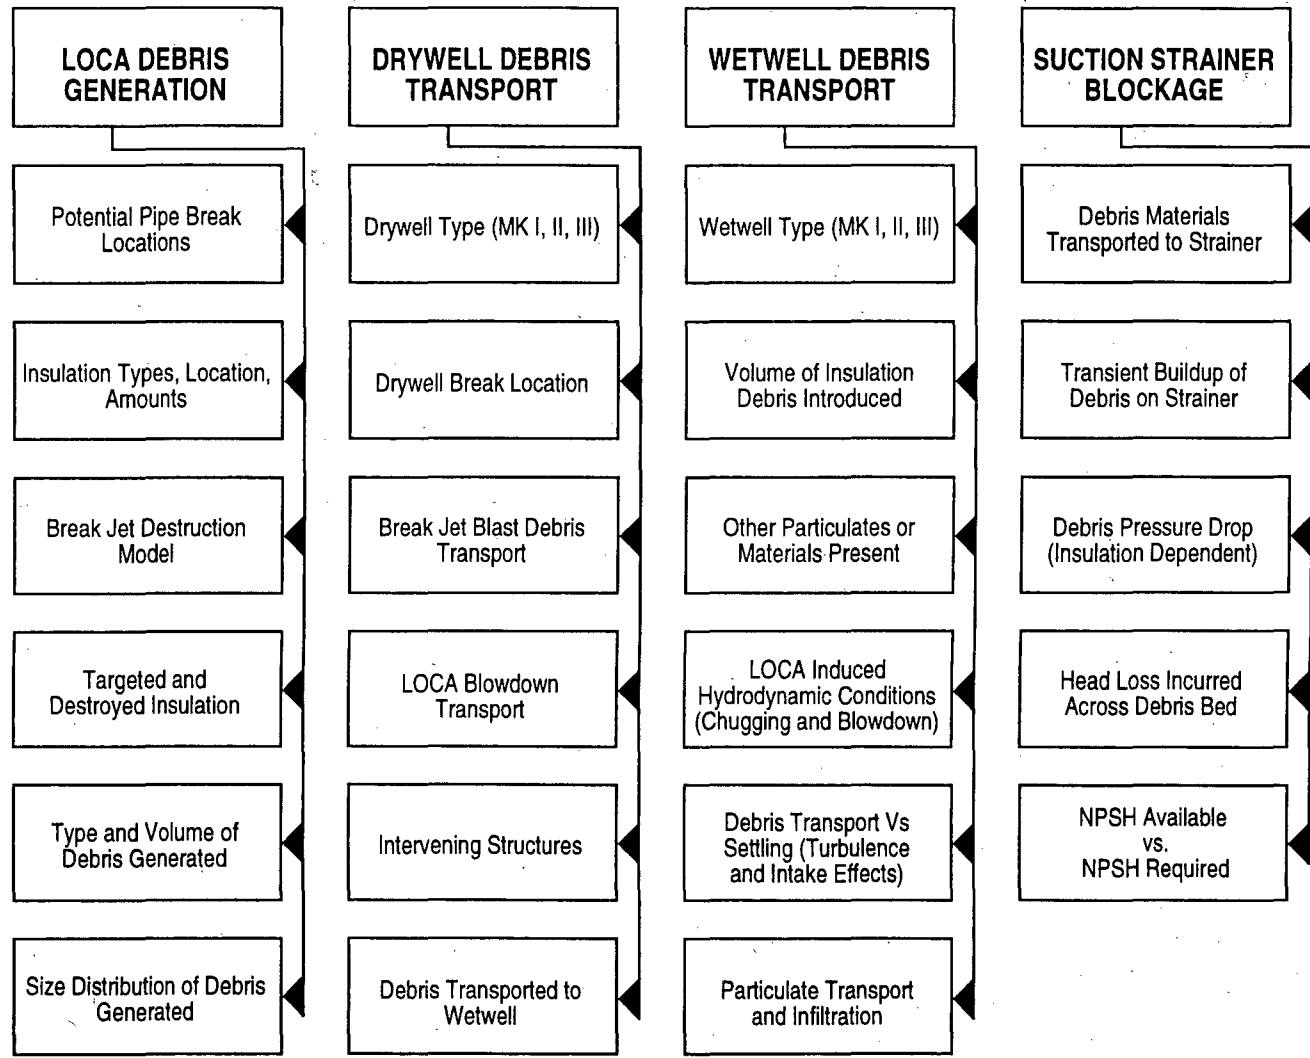 LOCA DEBRIS
GENERATION
Potential Pipe Break
Locations
Insulation Types, Location,
Amounts
Break Jet Destruction
Model
Targeted and
Destroyed Insulation
Type and Volume of
Debris Generated
Size Distribution of Debris
Generated
DRYWELL DEBRIS
TRANSPORT
Drywell Type (MK I, II, III)
Drywell Break Location
Break Jet Blast Debris
Transport
LOCA Blowdown
Transport
Intervening Structures
Debris Transported to
Wetwell
WETWELL DEBRIS
TRANSPORT
Wetwell Type (MK I, II, III)
Volume of Insulation
Debris Introduced
Other Particulates or
Materials Present
LOCA Induced
Hydrodynamic Conditions
(Chugging and Blowdown)
Debris Transport Vs
Settling (Turbulence
and Intake Effects)
Particulate Transport
and Infiltration
SUCTION STRAINER
BLOCKAGE
Debris Materials
Transported to Strainer
Transient Buildup of
Debris on Strainer
Debris Pressure Drop
(Insulation Dependent)
Head Loss Incurred
Across Debris Bed
NPSH Available
vs.
NPSH Required